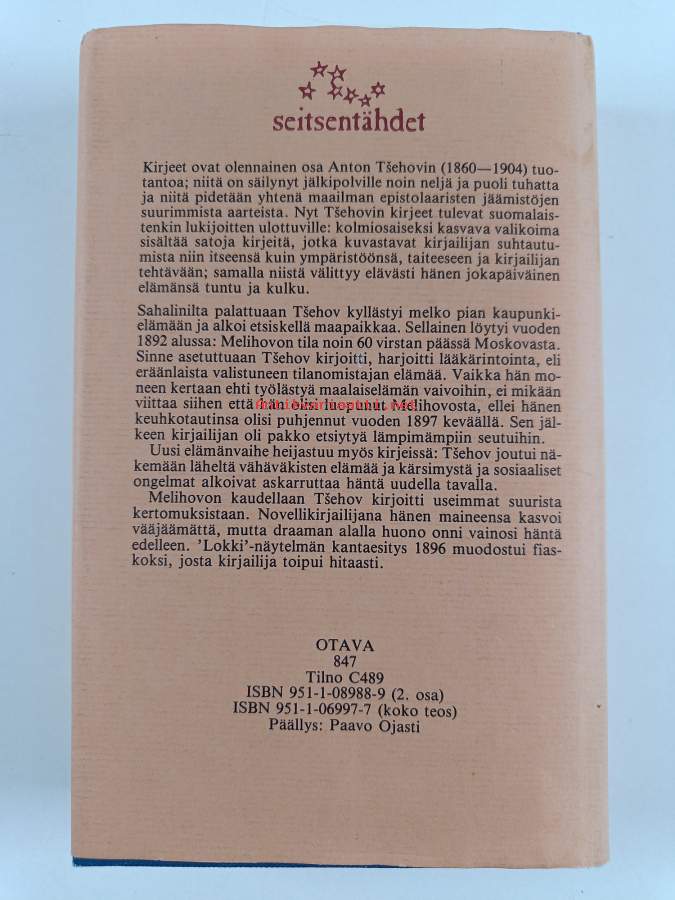 seitsentähdet
Kirjeet ovat olennainen osa Anton Tšehovin (1860—1904) tuo-
tantoa; niitä on säilynyt jälkipolville noin neljä ja puoli tuhatta
ja niitä pidetään yhtenä maailman epistolaaristen jäämistöjen
suurimmista aarteista. Nyt Tšehovin kirjeet tulevat suomalais-
tenkin lukijoitten ulottuville: kolmiosaiseksi kasvava valikoima
sisältää satoja kirjeitä, jotka kuvastavat kirjailijan suhtautu-
mista niin itseensä kuin ympäristöönsä, taiteeseen ja kirjailijan
tehtävään; samalla niistä välittyy elävästi hänen jokapäiväinen
elämänsä tuntu ja kulku.
Sahalinilta palattuaan Tšehov kyllästyi melko pian kaupunki-
elämään ja alkoi etsiskellä maapaikkaa. Sellainen löytyi vuoden
1892 alussa: Melihovon tila noin 60 virstan päässä Moskovasta.
Sinne asetuttuaan Tšehov kirjoitti, harjoitti lääkärintointa, eli
eräänlaista valistuneen tilanomistajan elämää. Vaikka hän mo-
neen kertaan ehti työlästyä maalaiselämän vaivoihin, ei mikään
viittaa siihen että hän olisi luopunut Melihovosta, ellei hänen
keuhkotautinsa olisi puhjennut vuoden 1897 keväällä. Sen jäl-
keen kirjailijan oli pakko etsiytyä lämpimämpiin seutuihin.
Uusi elämänvaihe heijastuu myös kirjeissä: Tšehov joutui nä-
kemään läheltä vähäväkisten elämää ja kärsimystä ja sosiaaliset
ongelmat alkoivat askarruttaa häntä uudella tavalla.
Melihovon kaudellaan Tšehov kirjoitti useimmat suurista
kertomuksistaan. Novellikirjailijana hänen maineensa kasvoi
vääjäämättä, mutta draaman alalla huono onni vainosi häntä
edelleen. 'Lokki'-näytelmän kantaesitys 1896 muodostui fias-
koksi, josta kirjailija toipui hitaasti.
OTAVA
847
Tilno C489
ISBN 951-1-08988-9 (2. osa)
ISBN 951-1-06997-7 (koko teos)
Päällys: Paavo Ojasti